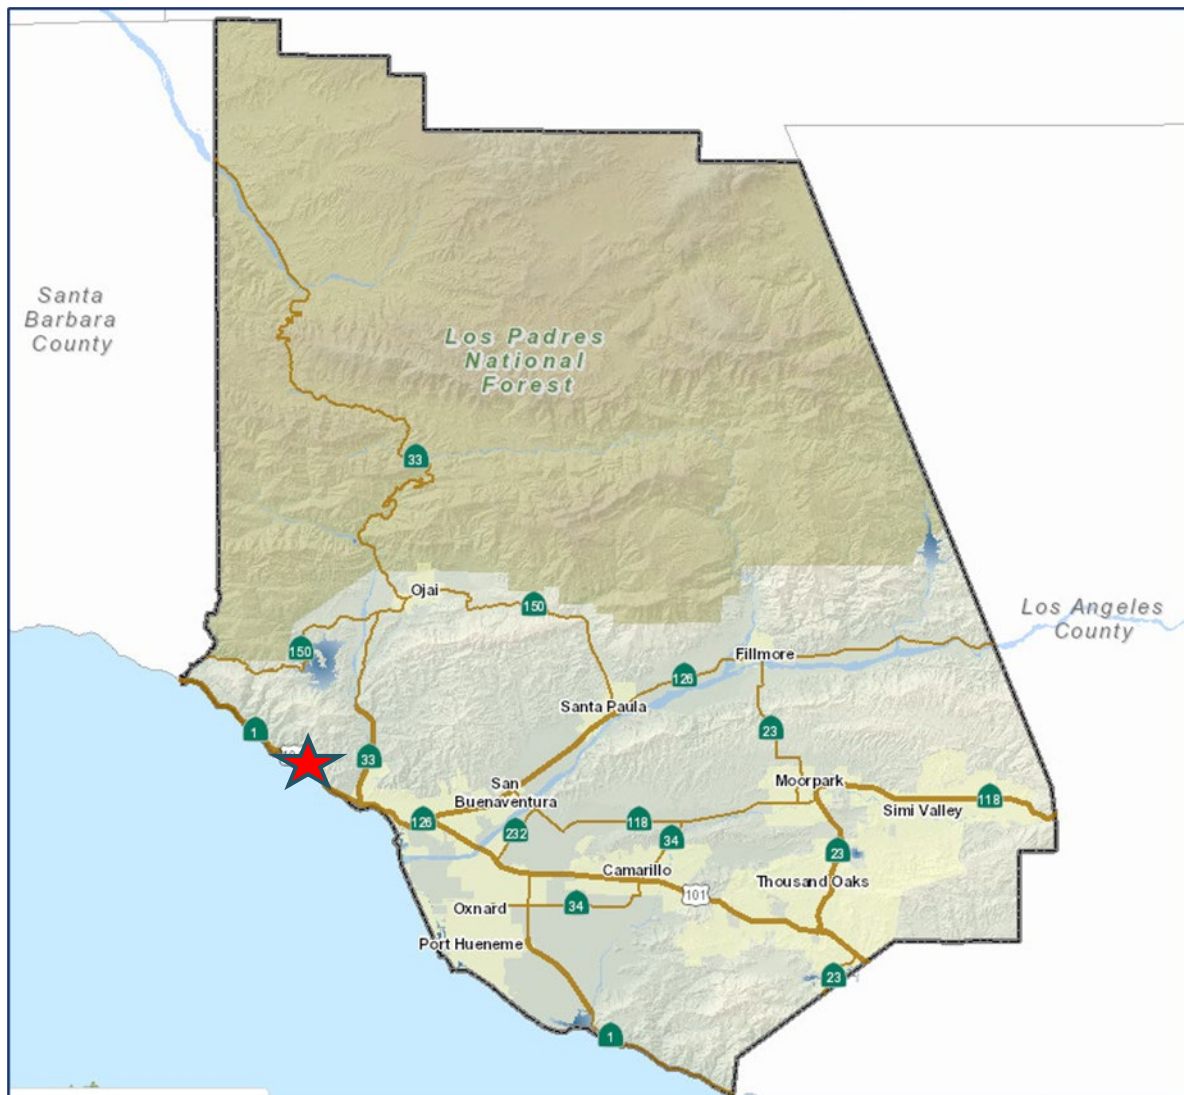 Santa
Barbara
County
Los Padres
National
Forest
33
Ojai
150
Los Angeles
County
150
Fillmore
126
Santa Paula
1
23
33
San
Buenaventura
Moorpark
Simi Valley
118
126
232
118
34
23
Camarillo
Thousand Oaks
101
Oxnard
34
Port Hueneme
23
1